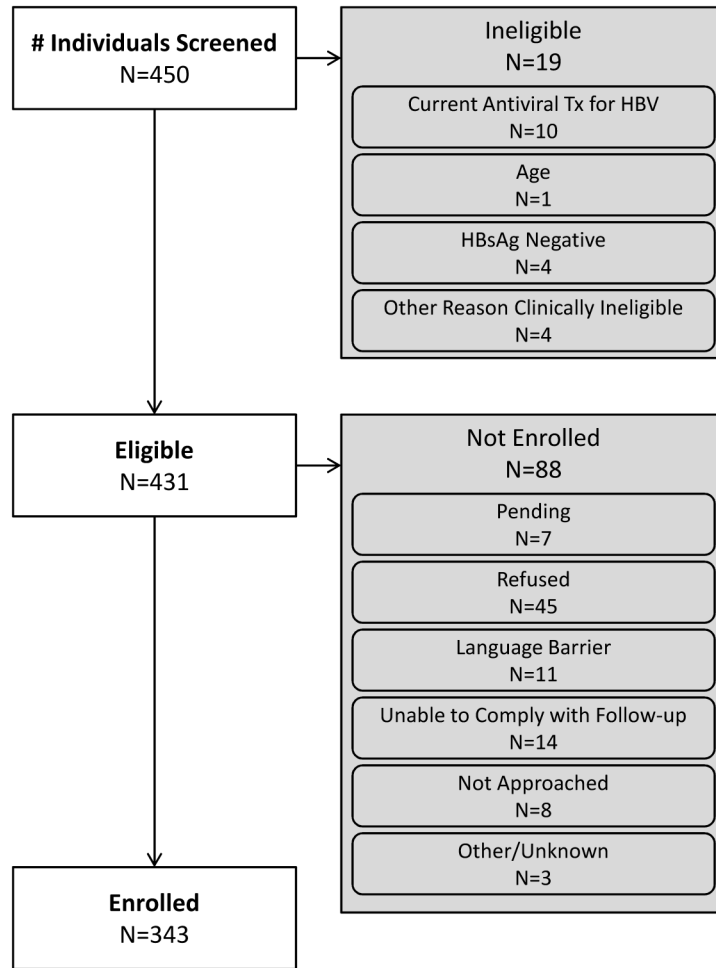 # Individuals Screened
N=450
Ineligible
N=19
Current Antiviral Tx for HBV
N=10
Age
N=1
HBsAg Negative
N=4
Other Reason Clinically Ineligible
N=4
Eligible
N=431
Not Enrolled
N=88
Pending
N=7
Refused
N=45
Language Barrier
N=11
Unable to Comply with Follow-up
N=14
Not Approached
N=8
Other/Unknown
N=3
Enrolled
N=343